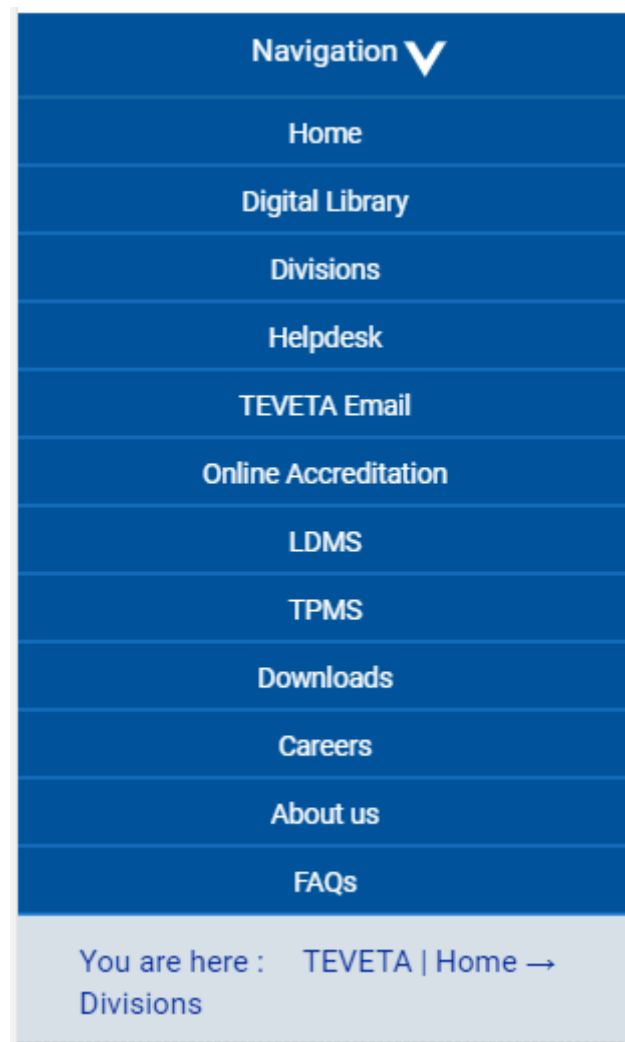 Navigation
Home
Digital Library
Divisions
Helpdesk
TEVETA Email
Online Accreditation
LDMS
TPMS
Downloads
Careers
About us
FAQs
You are here : TEVETA | Home →
Divisions